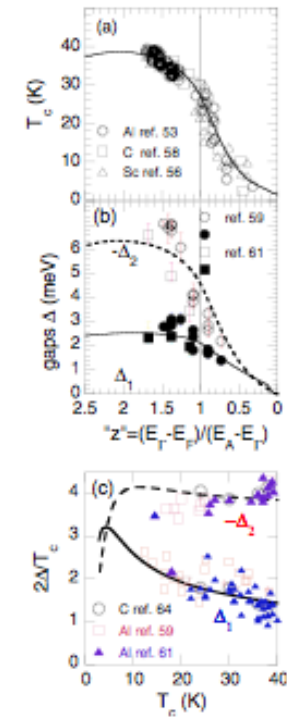 (a)
40
30
20
10
0
T_c (K)
Al ref. 53
C ref. 58
Sc ref. 56
(b)
ref. 59
ref. 61
6
5
4
3
2
1
0
gaps Δ (meV)
-Δ_2
Δ_1
2.5 2 1.5 1 0.5 0
"z"=(E_Γ-E_F)/(E_A-E_Γ)
(c)
4
3
2
1
0
2Δ/T_c
-Δ_2
C ref. 64
Al ref. 59
Al ref. 61
Δ_1
0 10 20 30 40
T_c (K)